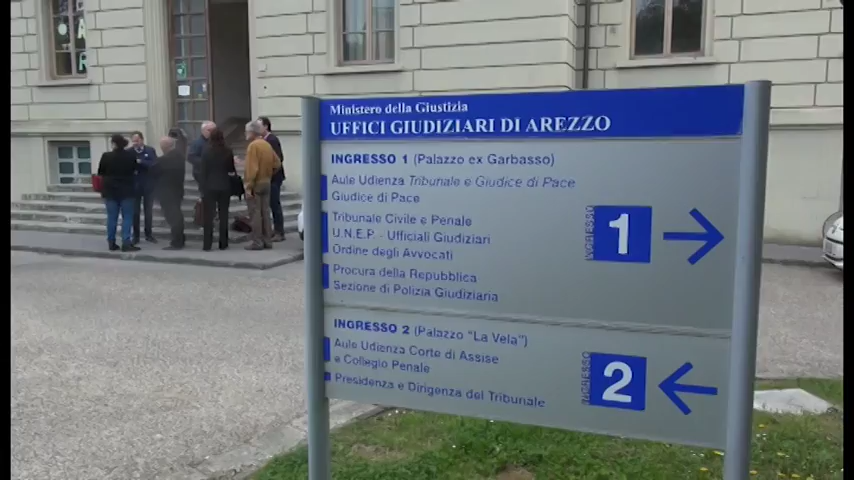 Ministero della Giustizia
UFFICI GIUDIZIARI DI AREZZO
INGRESSO 1 (Palazzo ex Garbasso)
Aule Udienza Tribunale e Giudice di Pace
Giudice di Pace
Tribunale Civile e Penale
U.N.E.P. - Ufficiali Giudiziari
Ordine degli Avvocati
Procura della Repubblica
Sezione di Polizia Giudiziaria
INGRESSO 1
INGRESSO 2 (Palazzo "La Vela")
Aule Udienza Corte di Assise
e Collegio Penale
Presidenza e Dirigenza del Tribunale
INGRESSO 2